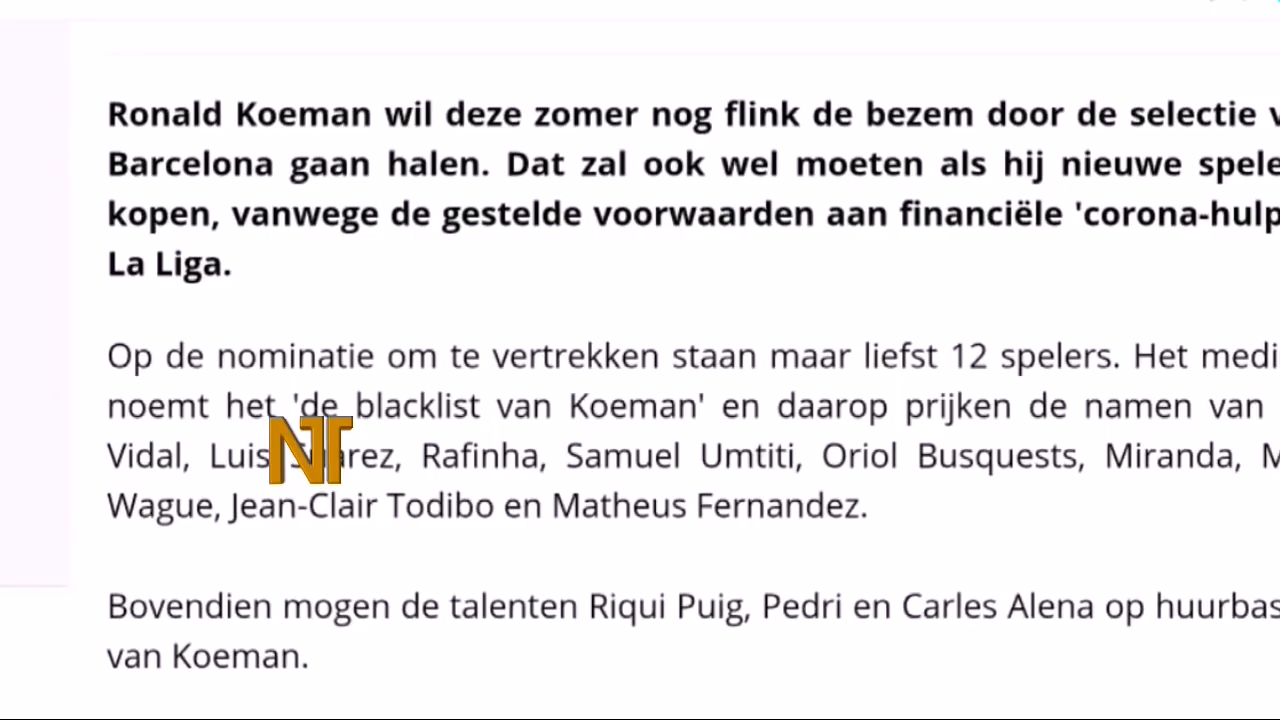 Ronald Koeman wil deze zomer nog flink de bezem door de selectie
Barcelona gaan halen. Dat zal ook wel moeten als hij nieuwe spele
kopen, vanwege de gestelde voorwaarden aan financiële 'corona-hulp
La Liga.
Op de nominatie om te vertrekken staan maar liefst 12 spelers. Het medi
noemt het 'de blacklist van Koeman' en daarop prijken de namen van
Vidal, Luis Suarez, Rafinha, Samuel Umtiti, Oriol Busquests, Miranda, M
NT
Wague, Jean-Clair Todibo en Matheus Fernandez.
Bovendien mogen de talenten Riqui Puig, Pedri en Carles Alena op huurbas
van Koeman.